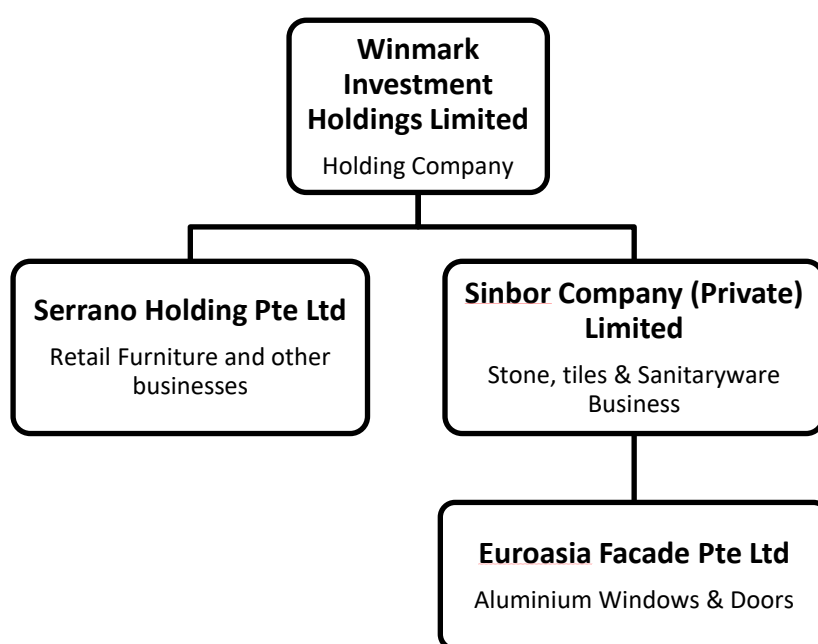 Winmark
Investment
Holdings Limited
Holding Company
Serrano Holding Pte Ltd
Retail Furniture and other
businesses
Sinbor Company (Private)
Limited
Stone, tiles & Sanitaryware
Business
Euroasia Facade Pte Ltd
Aluminium Windows & Doors